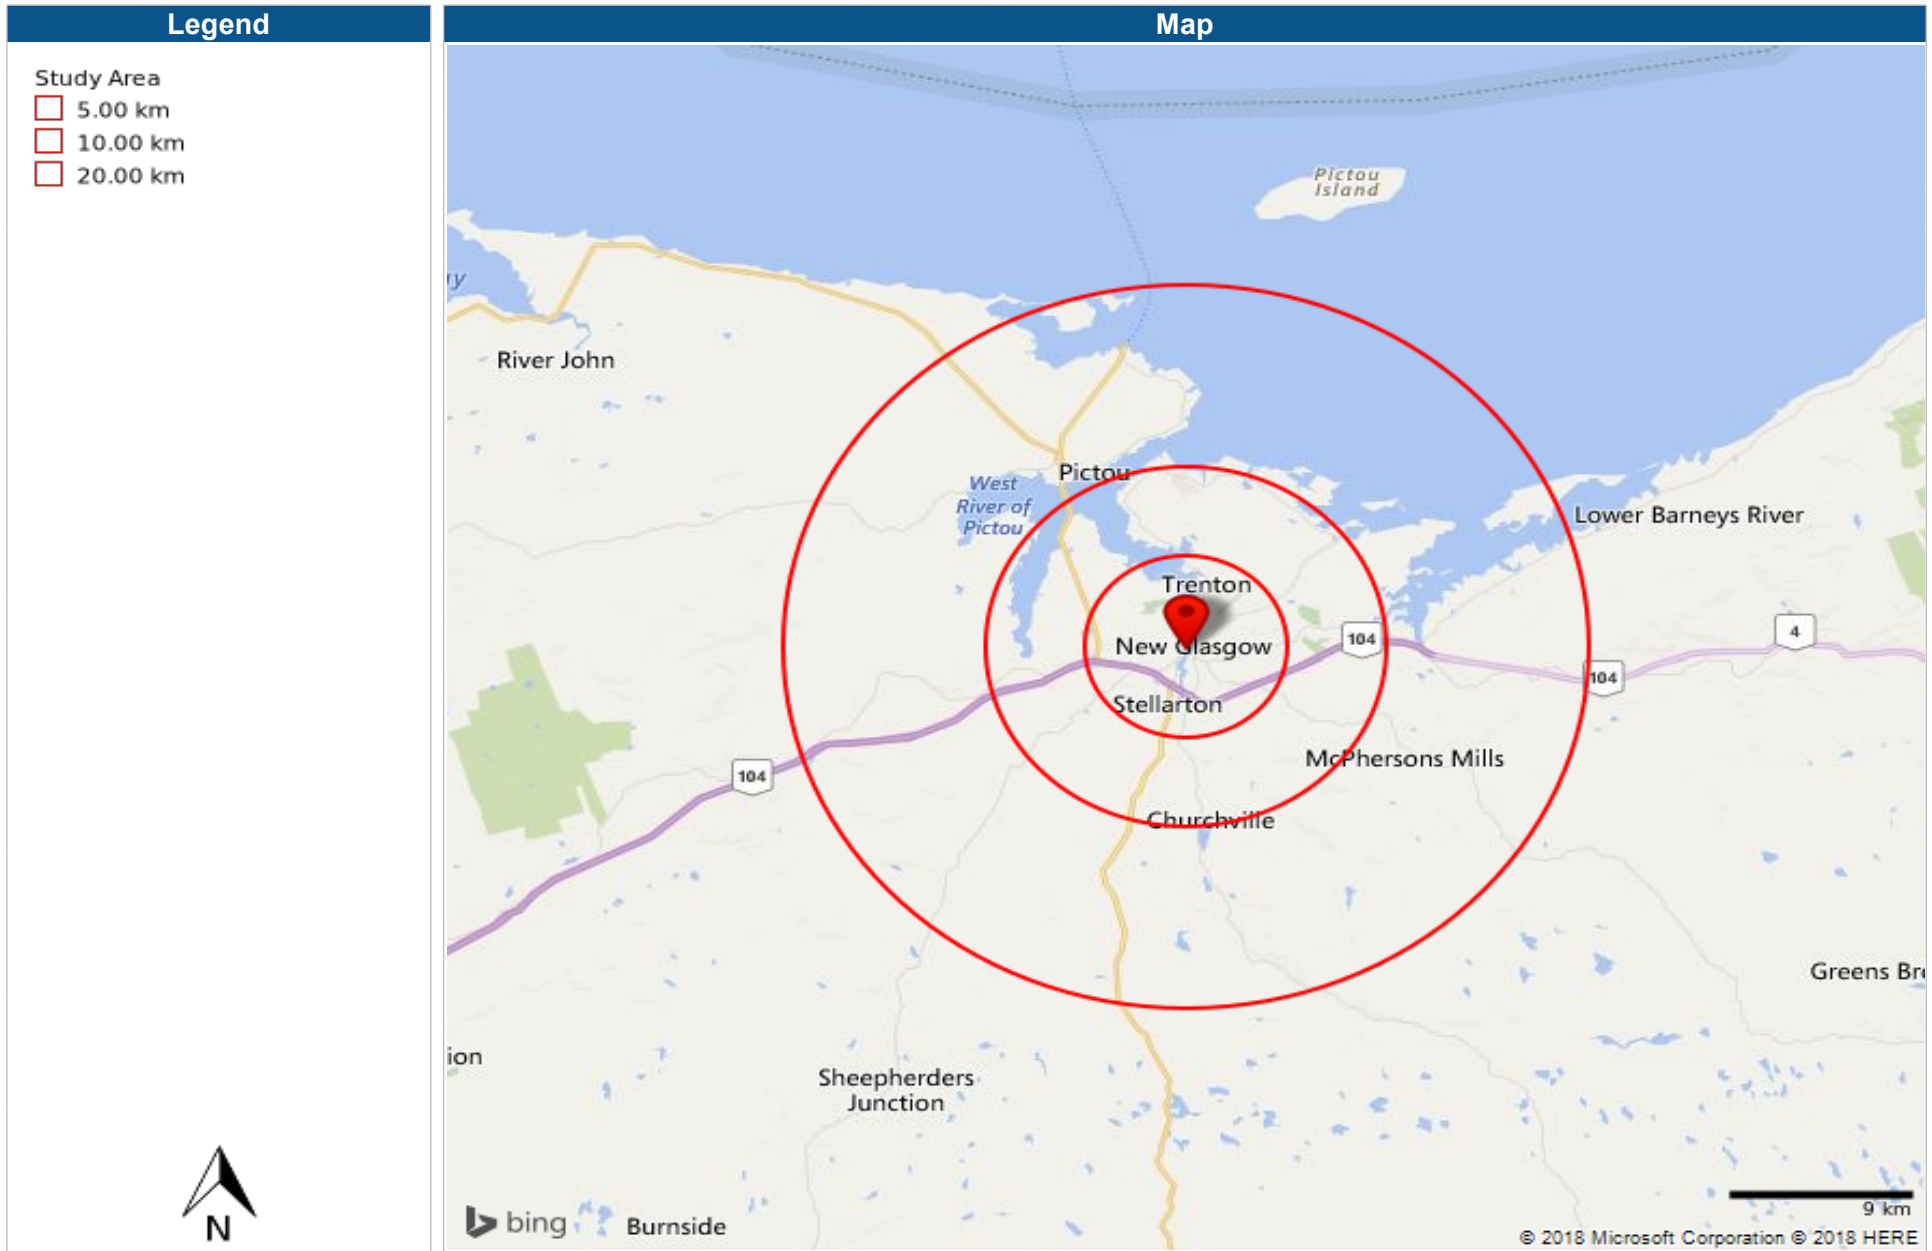 Legend
Map
Study Area
5.00 km
10.00 km
20.00 km
Pictou
Island
River John
Pictou
West
River of
Pictou
Lower Barneys River
Trenton
New Glasgow
104
4
104
Stellarton
McPhersons Mills
104
Churchville
Greens Br
ion
Sheepherders
Junction
N
bing
Burnside
9 km
© 2018 Microsoft Corporation © 2018 HERE